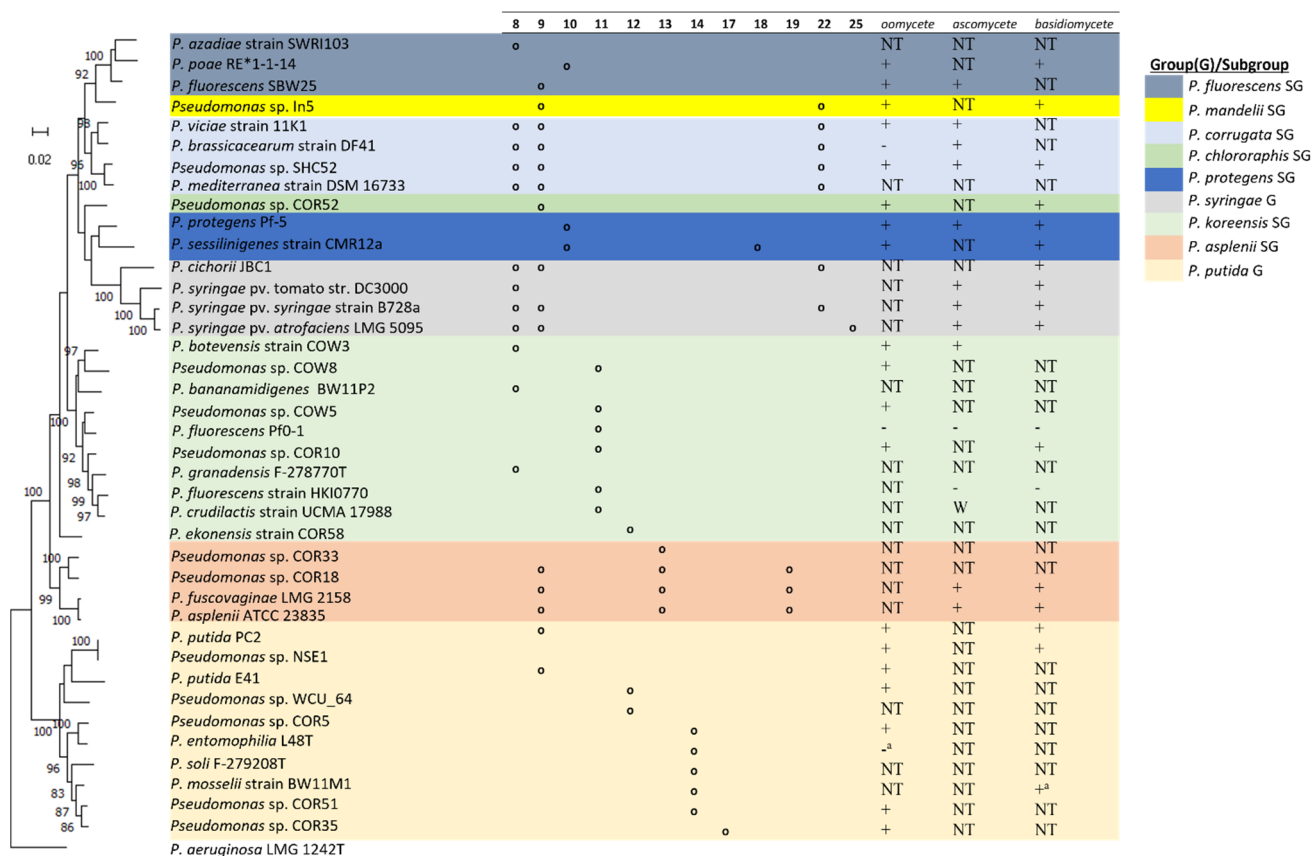 8 9 10 11 12 13 14 17 18 19 22 25 oomycete ascomycete basidiomycete
P. azadiae strain SWRI103 o NT NT NT
P. poae RE*1-1-14 o + NT +
P. fluorescens SBW25 o + + NT
Pseudomonas sp. In5 o o + NT +
P. viciae strain 11K1 o o o + + NT
P. brassicacearum strain DF41 o o o - + NT
Pseudomonas sp. SHC52 o o o + + +
P. mediterranea strain DSM 16733 o o o NT NT NT
Pseudomonas sp. COR52 o + NT +
P. protegens Pf-5 o + + +
P. sessilinigenes strain CMR12a o o + NT +
P. cichorii JBC1 o o o NT NT +
P. syringae pv. tomato str. DC3000 o NT + +
P. syringae pv. syringae strain B728a o o o NT + +
P. syringae pv. atrofaciens LMG 5095 o o o NT + +
P. botevensis strain COW3 o + +
Pseudomonas sp. COW8 o + NT NT
P. bananamidigenes BW11P2 o NT NT NT
Pseudomonas sp. COW5 o + NT NT
P. fluorescens Pf0-1 o - - -
Pseudomonas sp. COR10 o + NT +
P. granadensis F-278770T o NT NT NT
P. fluorescens strain HKI0770 o NT - -
P. crudilactis strain UCMA 17988 o NT W NT
P. ekonensis strain COR58 o NT NT NT
Pseudomonas sp. COR33 o NT NT NT
Pseudomonas sp. COR18 o o o NT NT NT
P. fuscovaginae LMG 2158 o o o NT + +
P. asplenii ATCC 23835 o o o NT + +
P. putida PC2 o + NT +
Pseudomonas sp. NSE1 + NT +
P. putida E41 o + NT NT
Pseudomonas sp. WCU_64 o + NT NT
Pseudomonas sp. COR5 o NT NT NT
P. entomophilia L48T o + NT NT
P. soli F-279208T o -a NT NT
P. mosselii strain BW11M1 o NT NT NT
Pseudomonas sp. COR51 o NT NT +a
Pseudomonas sp. COR35 o + NT NT
o + NT NT
P. aeruginosa LMG 1242T
Group(G)/Subgroup
P. fluorescens SG
P. mandelii SG
P. corrugata SG
P. chlororaphis SG
P. protegens SG
P. syringae G
P. koreensis SG
P. asplenii SG
P. putida G
0.02
100
92
98
95
100
100
100
100
97
100
92
98
99
97
100
100
99
100
100
100
100
96
83
87
86